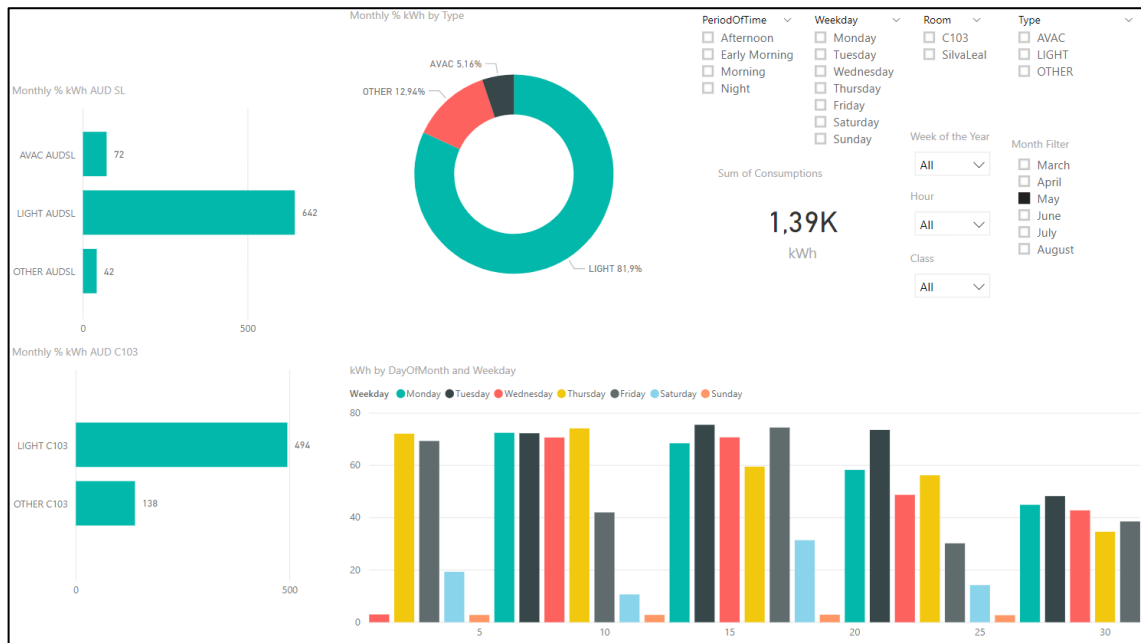 Monthly % kWh AUD SL
AVAC AUDSL
72
LIGHT AUDSL
642
OTHER AUDSL
42
0
500
Monthly % kWh AUD C103
LIGHT C103
494
OTHER C103
138
0
500
Monthly % kWh by Type
AVAC 5,16%
OTHER 12,94%
LIGHT 81,9%
PeriodOfTime
Afternoon
Early Morning
Morning
Night
Weekday
Monday
Tuesday
Wednesday
Thursday
Friday
Saturday
Sunday
Room
C103
SilvaLeal
Type
AVAC
LIGHT
OTHER
Sum of Consumptions
1,39K
kWh
Week of the Year
All
Hour
All
Class
All
Month Filter
March
April
May
June
July
August
kWh by DayOfMonth and Weekday
Weekday Monday Tuesday Wednesday Thursday Friday Saturday Sunday
80
60
40
20
0
5 10 15 20 25 30